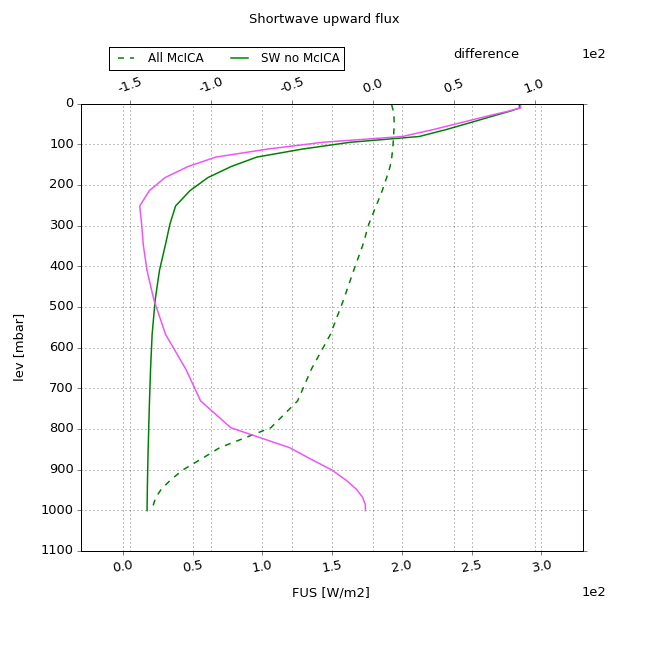 Shortwave upward flux
All McICA SW no McICA difference 1e2
-1.5 -1.0 -0.5 0.0 0.5 1.0
0
100
200
300
400
500
600
700
800
900
1000
1100
lev [mbar]
0.0 0.5 1.0 1.5 2.0 2.5 3.0
FUS [W/m2] 1e2